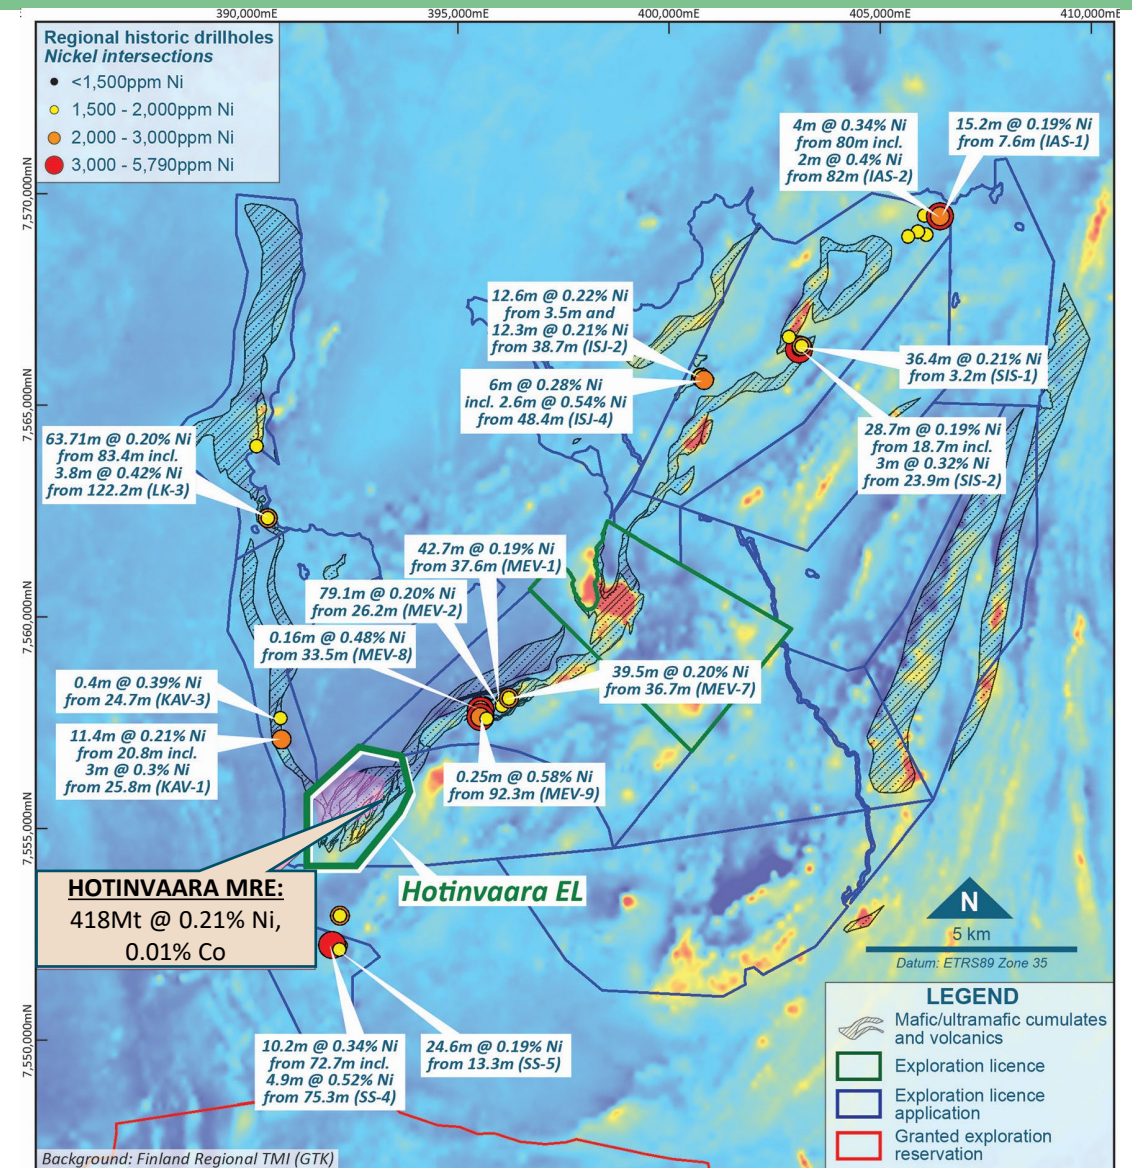 390,000mE
395,000mE
400,000mE
405,000mE
410,000mE
Regional historic drillholes
Nickel intersections
<1,500ppm Ni
1,500 - 2,000ppm Ni
2,000 - 3,000ppm Ni
3,000 - 5,790ppm Ni
7,570,000mN
7,565,000mN
7,560,000mN
7,555,000mN
7,550,000mN
4m @ 0.34% Ni
from 80m incl.
2m @ 0.4% Ni
from 82m (IAS-2)
15.2m @ 0.19% Ni
from 7.6m (IAS-1)
12.6m @ 0.22% Ni
from 3.5m and
12.3m @ 0.21% Ni
from 38.7m (ISJ-2)
6m @ 0.28% Ni
incl. 2.6m @ 0.54% Ni
from 48.4m (ISJ-4)
36.4m @ 0.21% Ni
from 3.2m (SIS-1)
28.7m @ 0.19% Ni
from 18.7m incl.
3m @ 0.32% Ni
from 23.9m (SIS-2)
63.71m @ 0.20% Ni
from 83.4m incl.
3.8m @ 0.42% Ni
from 122.2m (LK-3)
42.7m @ 0.19% Ni
from 37.6m (MEV-1)
79.1m @ 0.20% Ni
from 26.2m (MEV-2)
0.16m @ 0.48% Ni
from 33.5m (MEV-8)
39.5m @ 0.20% Ni
from 36.7m (MEV-7)
0.4m @ 0.39% Ni
from 24.7m (KAV-3)
11.4m @ 0.21% Ni
from 20.8m incl.
3m @ 0.3% Ni
from 25.8m (KAV-1)
0.25m @ 0.58% Ni
from 92.3m (MEV-9)
HOTINVAARA MRE:
418Mt @ 0.21% Ni,
0.01% Co
Hotinvaara EL
N
5 km
Datum: ETRS89 Zone 35
10.2m @ 0.34% Ni
from 72.7m incl.
4.9m @ 0.52% Ni
from 75.3m (SS-4)
24.6m @ 0.19% Ni
from 13.3m (SS-5)
LEGEND
Mafic/ultramafic cumulates
and volcanics
Exploration licence
Exploration licence
application
Granted exploration
reservation
Background: Finland Regional TMI (GTK)